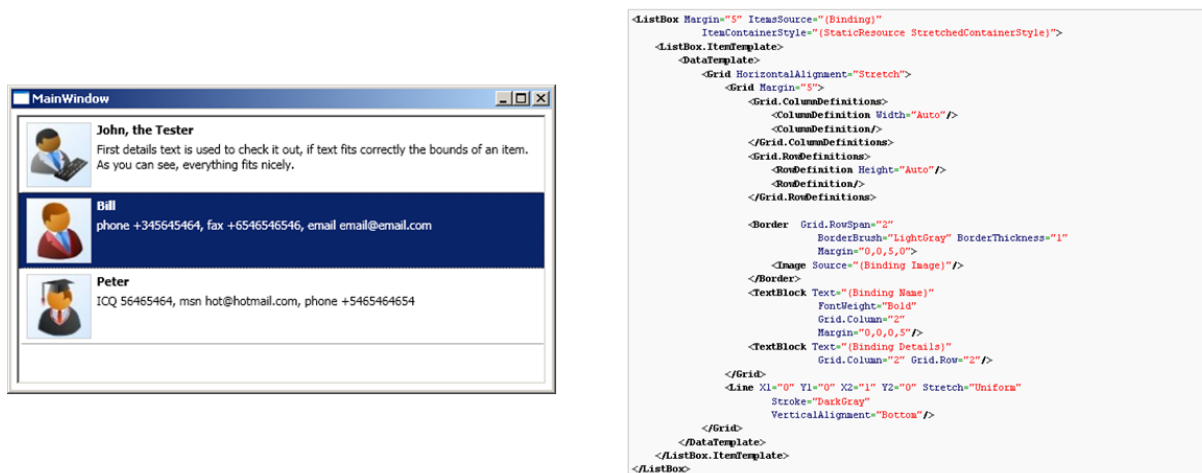 MainWindow
John, the Tester
First details text is used to check it out, if text fits correctly the bounds of an item.
As you can see, everything fits nicely.
Bill
phone +345645464, fax +6546546546, email email@email.com
Peter
ICQ 56465464, msn hot@hotmail.com, phone +5465464654
<ListBox Margin="5" ItemsSource="{Binding}"
ItemContainerStyle="{StaticResource StretchedContainerStyle}">
<ListBox.ItemTemplate>
<DataTemplate>
<Grid HorizontalAlignment="Stretch">
<Grid Margin="5">
<Grid.ColumnDefinitions>
<ColumnDefinition Width="Auto"/>
<ColumnDefinition/>
</Grid.ColumnDefinitions>
<Grid.RowDefinitions>
<RowDefinition Height="Auto"/>
<RowDefinition/>
</Grid.RowDefinitions>
<Border Grid.RowSpan="2"
BorderBrush="LightGray" BorderThickness="1"
Margin="0,0,5,0">
<Image Source="{Binding Image}"/>
</Border>
<TextBlock Text="{Binding Name}"
FontWeight="Bold"
Grid.Column="2"
Margin="0,0,0,5"/>
<TextBlock Text="{Binding Details}"
Grid.Column="2" Grid.Row="2"/>
</Grid>
<Line X1="0" Y1="0" X2="1" Y2="0" Stretch="Uniform"
Stroke="DarkGray"
VerticalAlignment="Bottom"/>
</Grid>
</DataTemplate>
</ListBox.ItemTemplate>
</ListBox>